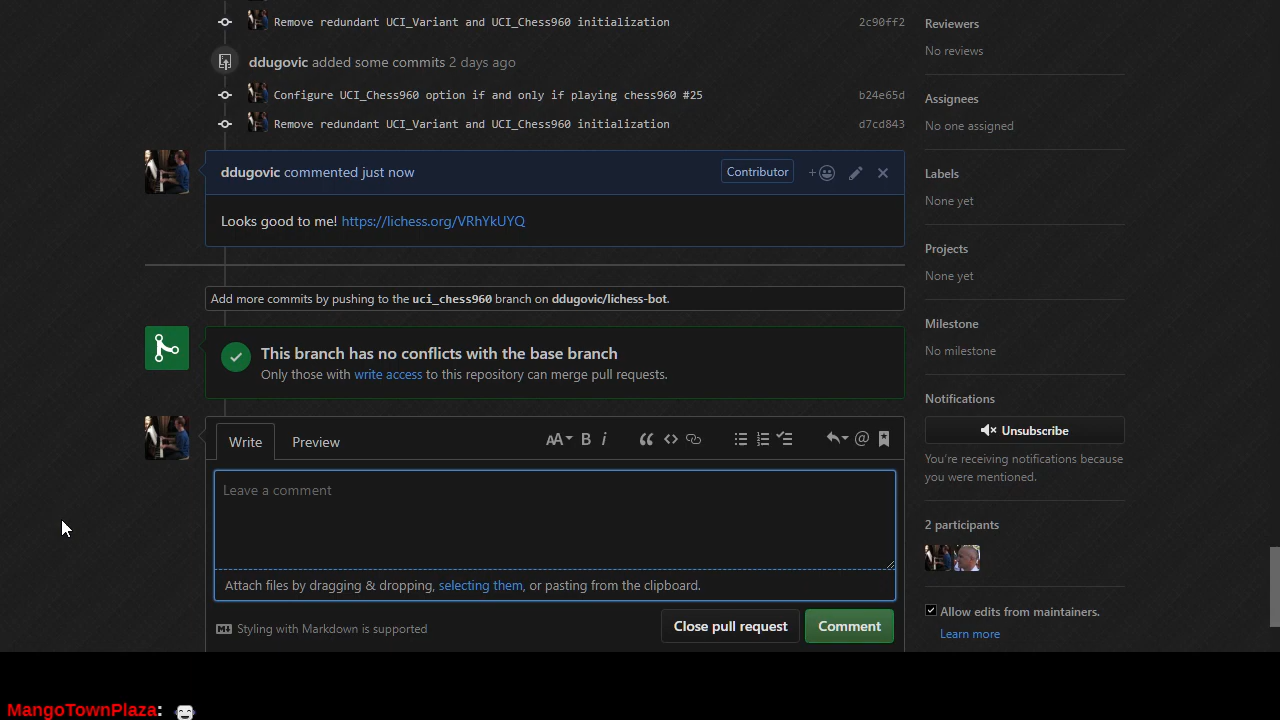 Remove redundant UCI_Variant and UCI_Chess960 initialization 2c90ff2
Reviewers
No reviews
ddugovic added some commits 2 days ago
Configure UCI_Chess960 option if and only if playing chess960 #25 b24e65d
Remove redundant UCI_Variant and UCI_Chess960 initialization d7cd843
Assignees
No one assigned
ddugovic commented just now Contributor +
Labels
None yet
Looks good to me! https://lichess.org/VRhYkUYQ
Projects
None yet
Add more commits by pushing to the uci_chess960 branch on ddugovic/lichess-bot.
Milestone
No milestone
This branch has no conflicts with the base branch
Only those with write access to this repository can merge pull requests.
Notifications
Unsubscribe
You're receiving notifications because
you were mentioned.
Write Preview AA B i
Leave a comment
2 participants
Attach files by dragging & dropping, selecting them, or pasting from the clipboard.
Allow edits from maintainers.
Learn more
Styling with Markdown is supported Close pull request Comment
MangoTownPlaza: